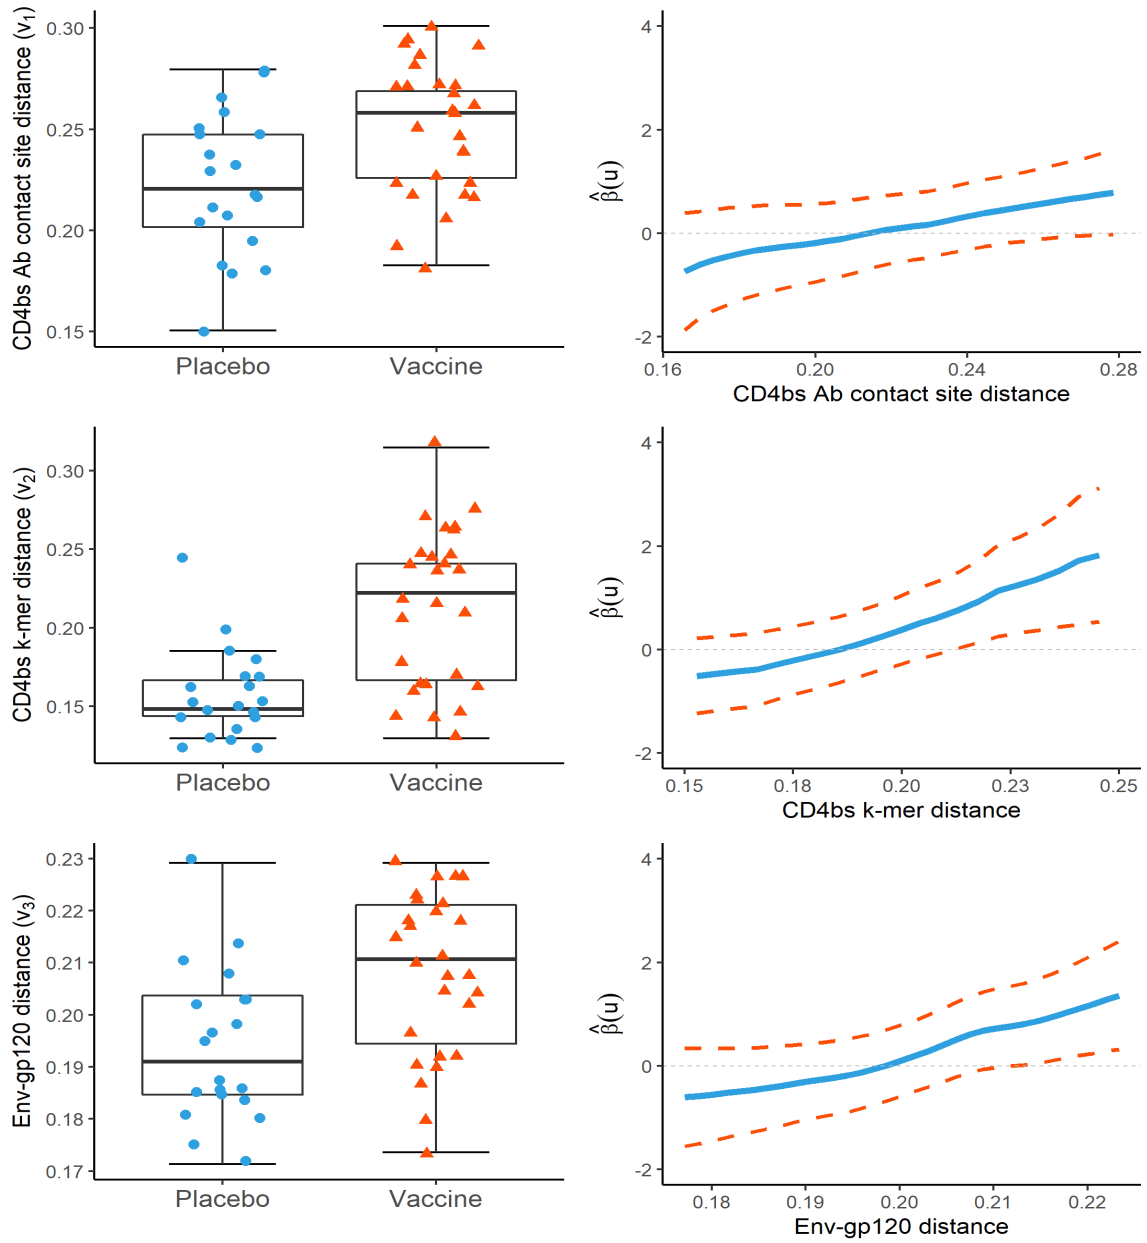 CD4bs Ab contact site distance (v₁)
0.30
0.25
0.20
0.15
Placebo
Vaccine
β̂(u)
4
2
0
-2
0.16
0.20
0.24
0.28
CD4bs Ab contact site distance
CD4bs k-mer distance (v₂)
0.30
0.25
0.20
0.15
Placebo
Vaccine
β̂(u)
4
2
0
-2
0.15
0.18
0.20
0.23
0.25
CD4bs k-mer distance
Env-gp120 distance (v₃)
0.23
0.22
0.21
0.20
0.19
0.18
0.17
Placebo
Vaccine
β̂(u)
4
2
0
-2
0.18
0.19
0.20
0.21
0.22
Env-gp120 distance